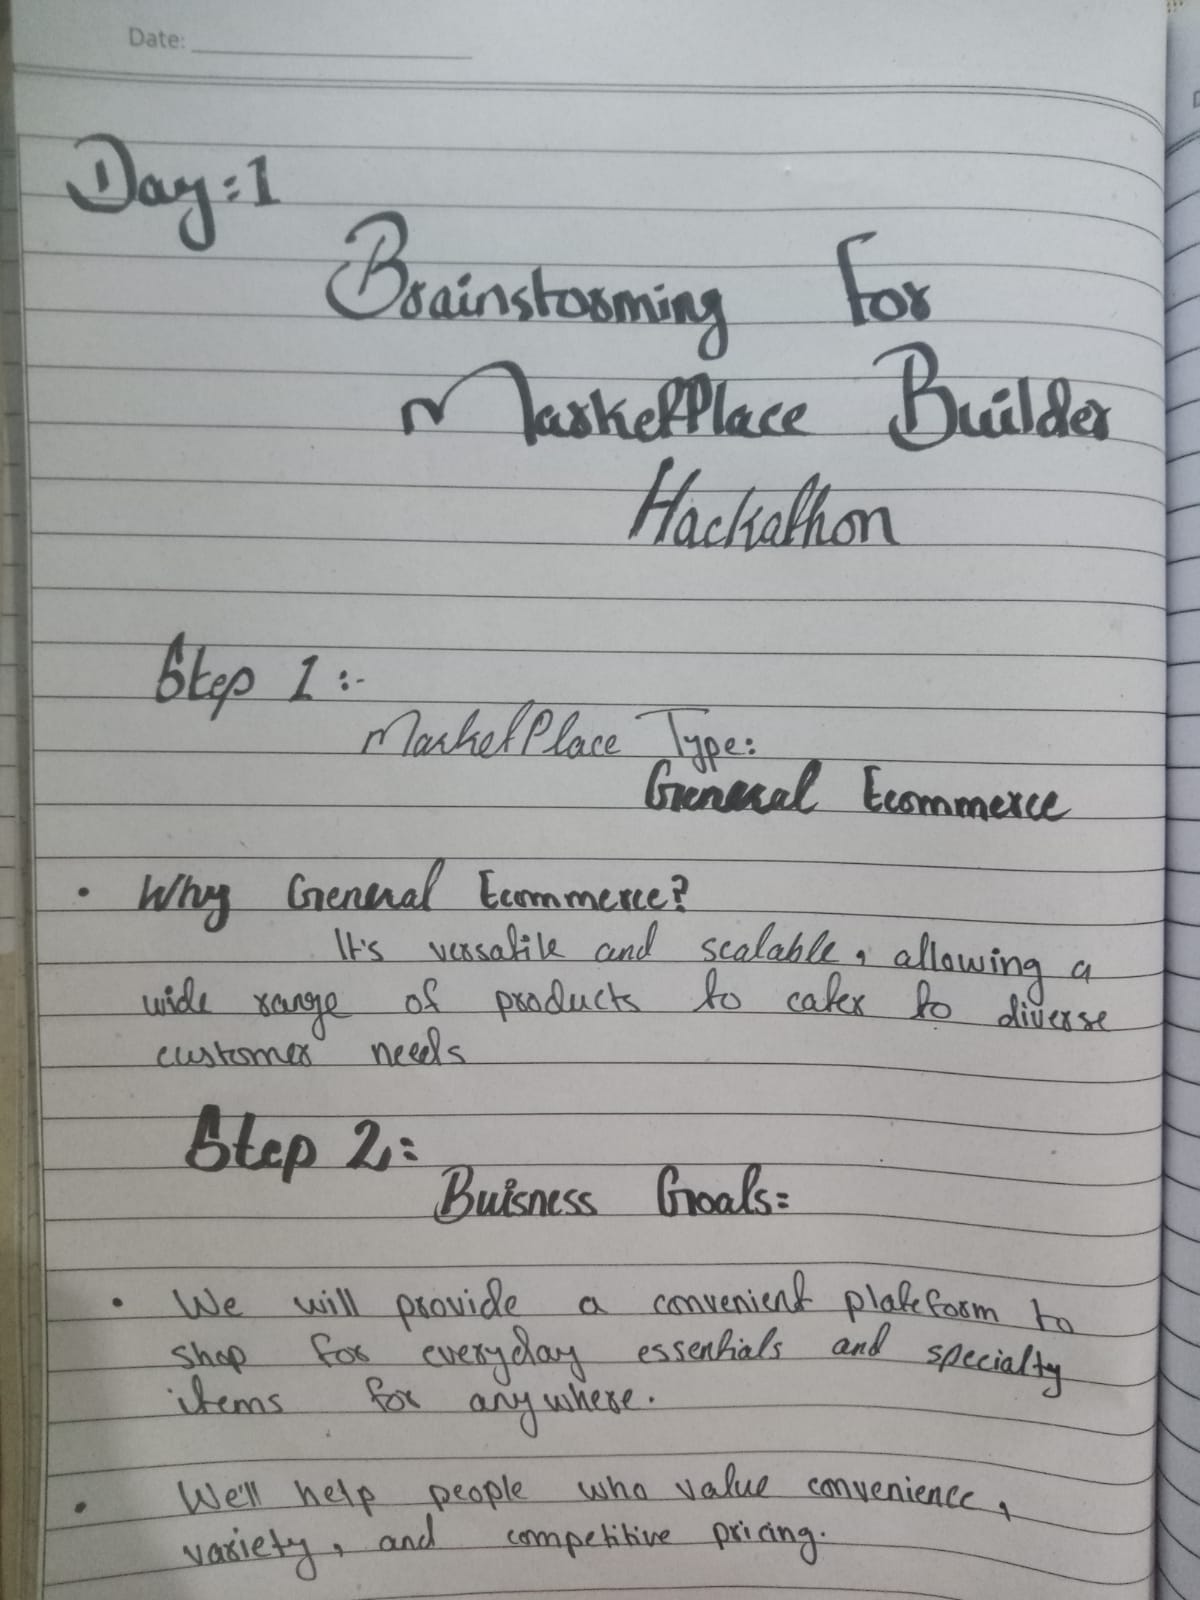 Date:
Day:1
Brainstorming For
MarketPlace Builder
Hackathon
Step 1:-
MarketPlace Type:
General Ecommerce
• Why General Ecommerce?
It's versatile and scalable, allowing a
wide range of products to cater to diverse
customer needs
Step 2:
Buisness Goals:
• We will provide a convenient plateform to
shop for everyday essentials and specialty
items for anywhere.
• We'll help people who value convenience,
variety, and competitive pricing.